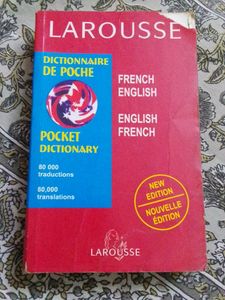 LAROUSSE
DICTIONNAIRE
DE POCHE
FRENCH
ENGLISH
ENGLISH
FRENCH
POCKET
DICTIONARY
80 000
traductions
80,000
translations
NEW
EDITION
NOUVELLE
ÉDITION
LAROUSSE